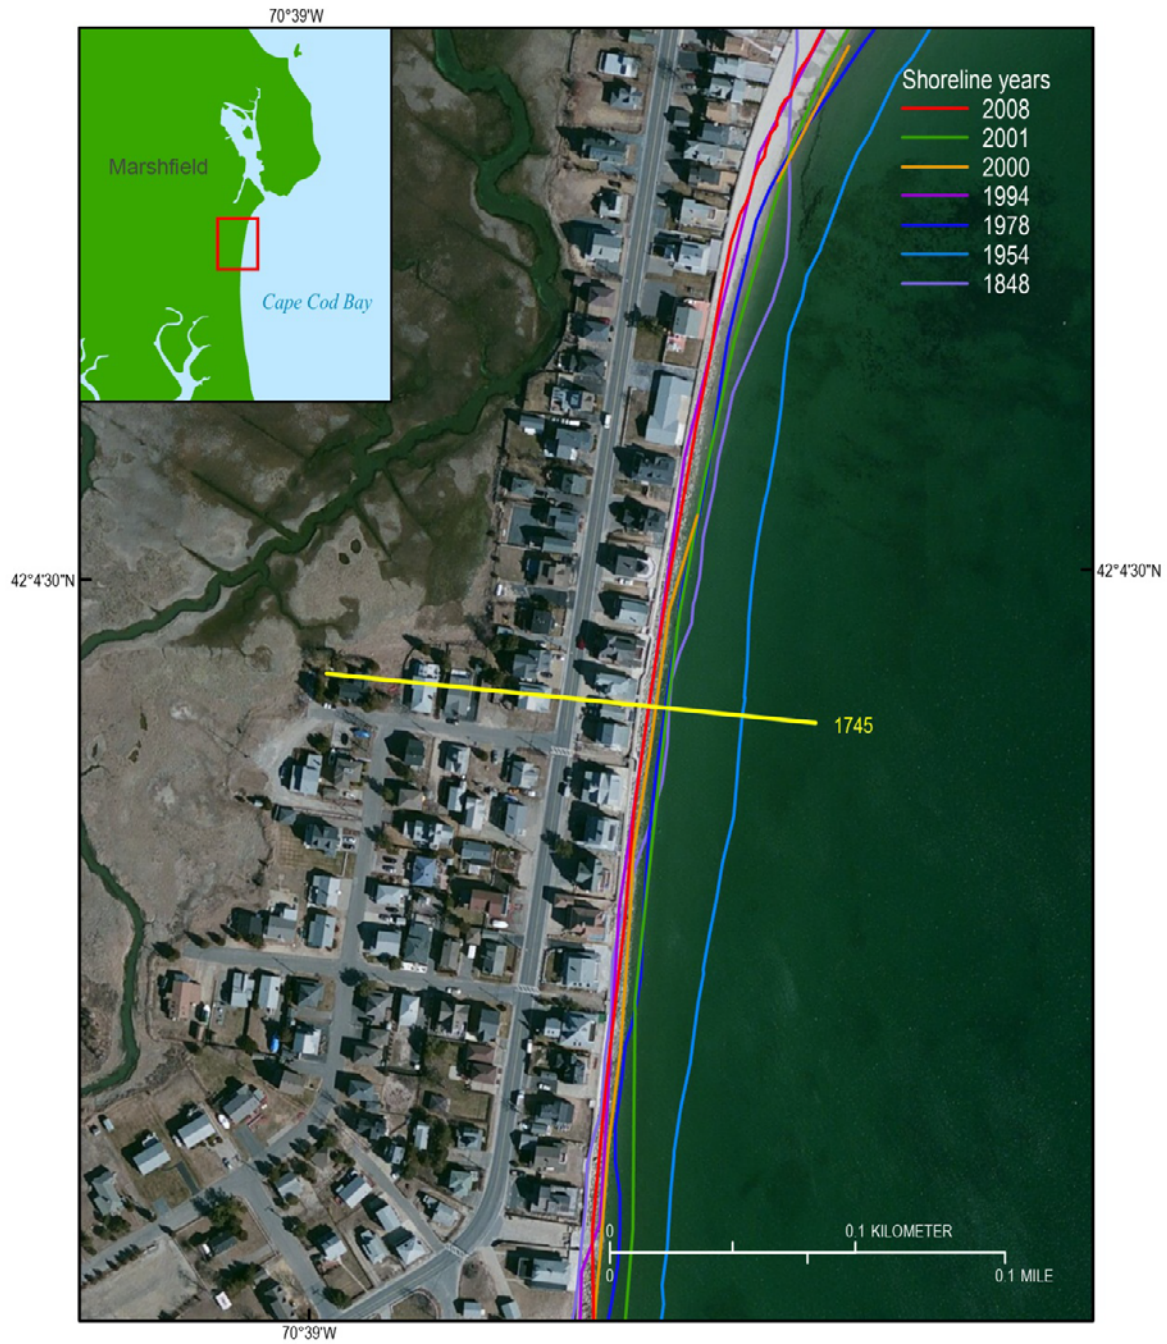 70°39'W
Marshfield
Cape Cod Bay
Shoreline years
2008
2001
2000
1994
1978
1954
1848
42°4'30"N
42°4'30"N
1745
0
0.1 KILOMETER
0
0.1 MILE
70°39'W